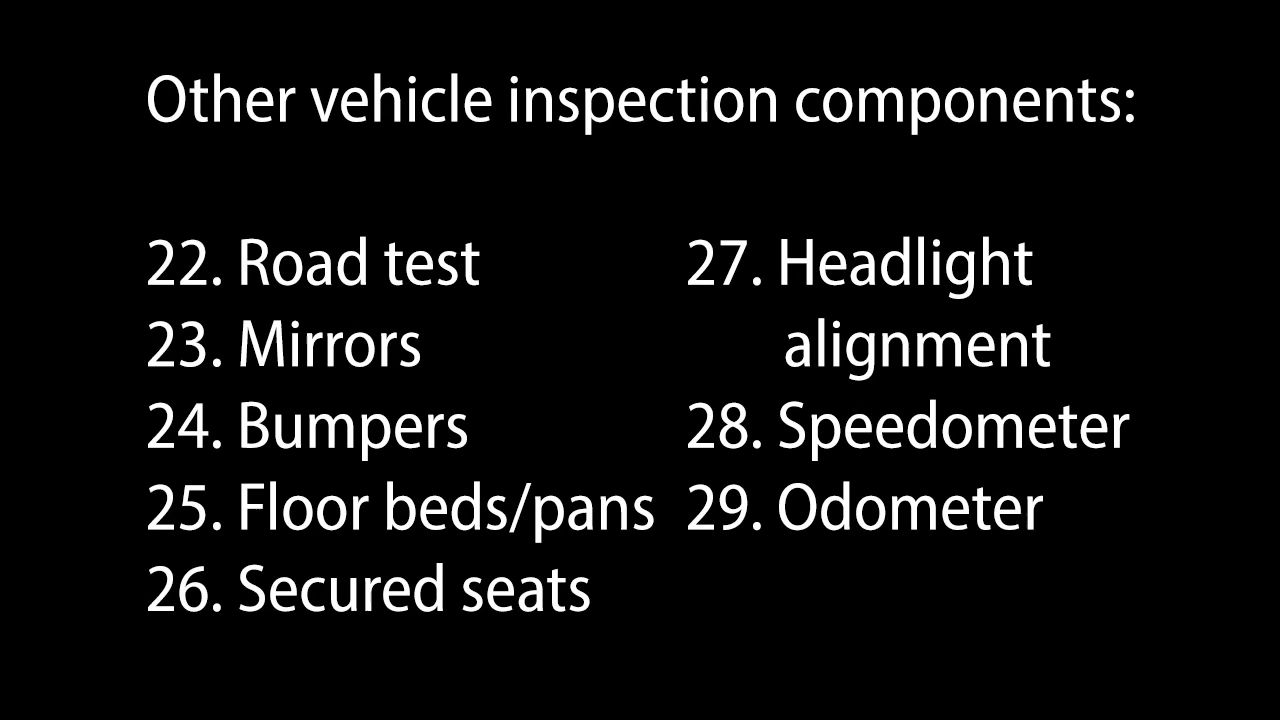 Other vehicle inspection components:
22. Road test
23. Mirrors
24. Bumpers
25. Floor beds/pans
26. Secured seats
27. Headlight
alignment
28. Speedometer
29. Odometer